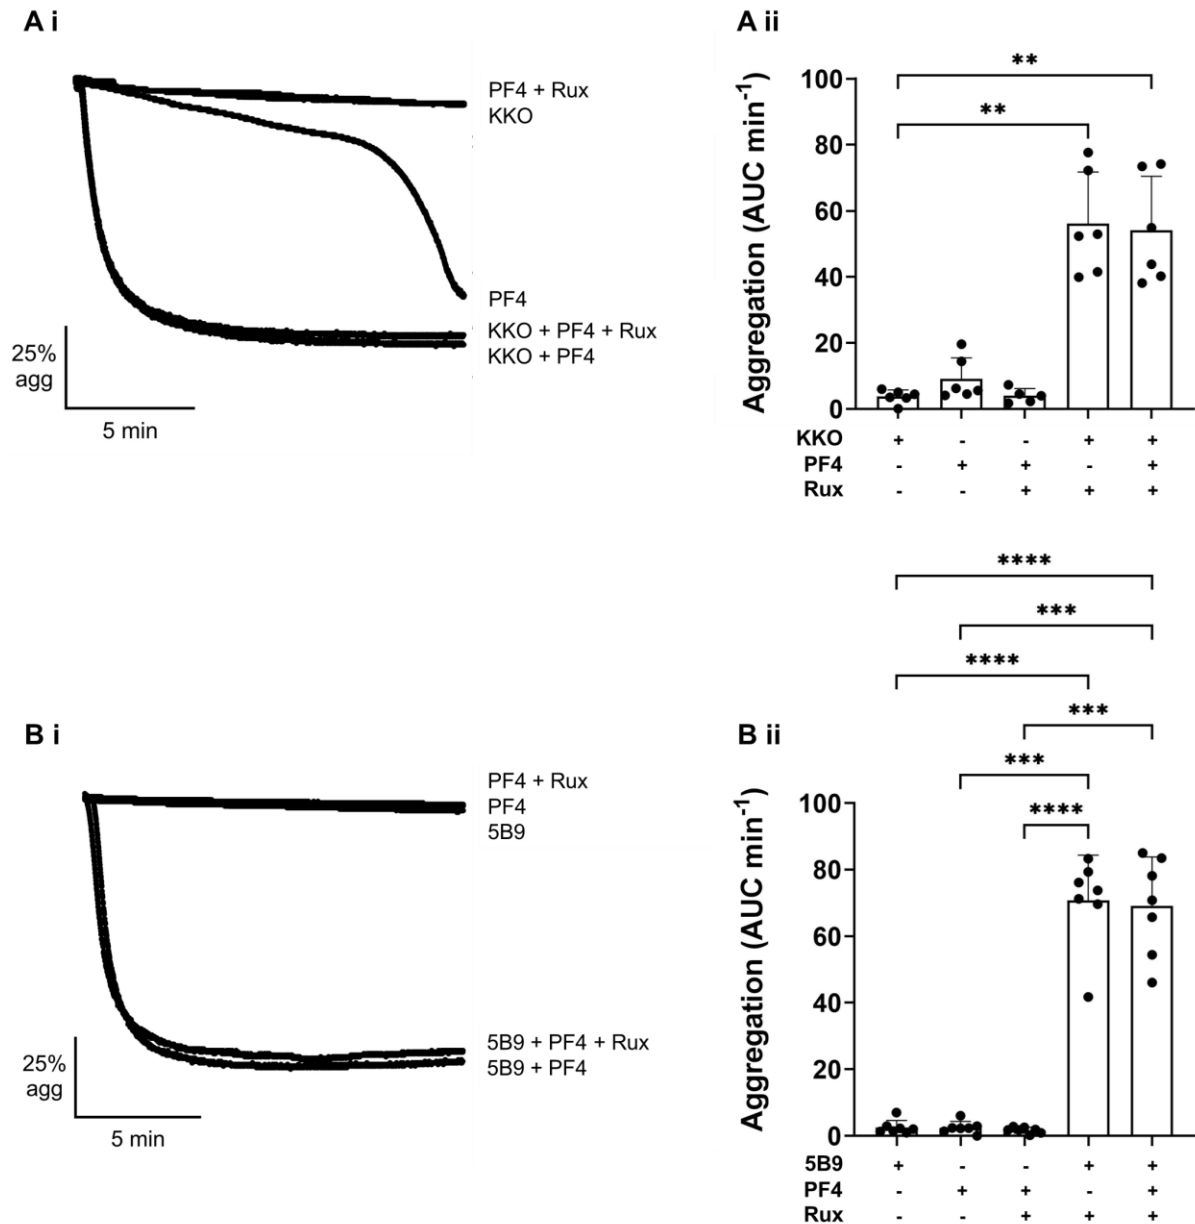 A i
PF4 + Rux
KKO
PF4
KKO + PF4 + Rux
KKO + PF4
25%
agg
5 min
A ii
**
**
Aggregation (AUC min-1)
100
80
60
40
20
0
KKO + - - + +
PF4 - + + - +
Rux - - + + +
B i
PF4 + Rux
PF4
5B9
5B9 + PF4 + Rux
5B9 + PF4
25%
agg
5 min
B ii
****
***
****
***
***
****
Aggregation (AUC min-1)
100
80
60
40
20
0
5B9 + - - + +
PF4 - + + - +
Rux - - + + +